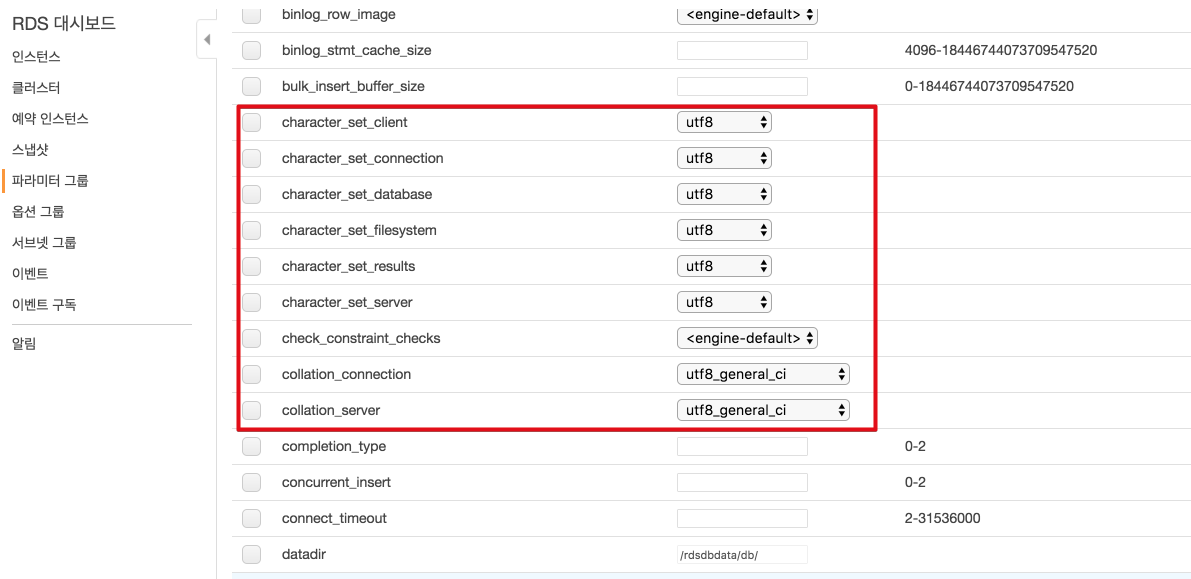 RDS 대시보드
인스턴스
클러스터
예약 인스턴스
스냅샷
파라미터 그룹
옵션 그룹
서브넷 그룹
이벤트
이벤트 구독
알림
binlog_row_image <engine-default>
binlog_stmt_cache_size 4096-18446744073709547520
bulk_insert_buffer_size 0-18446744073709547520
character_set_client utf8
character_set_connection utf8
character_set_database utf8
character_set_filesystem utf8
character_set_results utf8
character_set_server utf8
check_constraint_checks <engine-default>
collation_connection utf8_general_ci
collation_server utf8_general_ci
completion_type 0-2
concurrent_insert 0-2
connect_timeout 2-31536000
datadir /rdsdbdata/db/